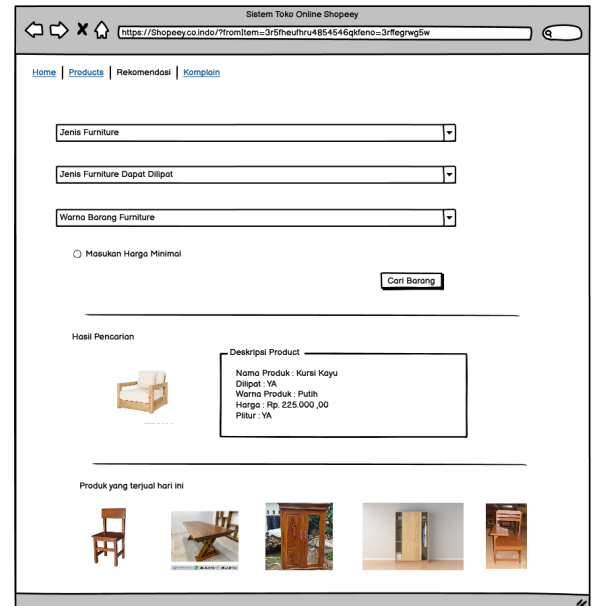 Sistem Toko Online Shopeey
https://Shopeey.co.indo/?fromItem=3r5fheufhru4854546qkfeno=3rffegrwg5w
Home | Products | Rekomendasi | Komplain
Jenis Furniture
Jenis Furniture Dapat Dilipat
Warna Barang Furniture
Masukan Harga Minimal
Cari Barang
Hasil Pencarian
Deskripsi Product
Nama Produk : Kursi Kayu
Dilipat : YA
Warna Produk : Putih
Harga : Rp. 225.000 ,00
Plitur : YA
Produk yang terjual hari ini